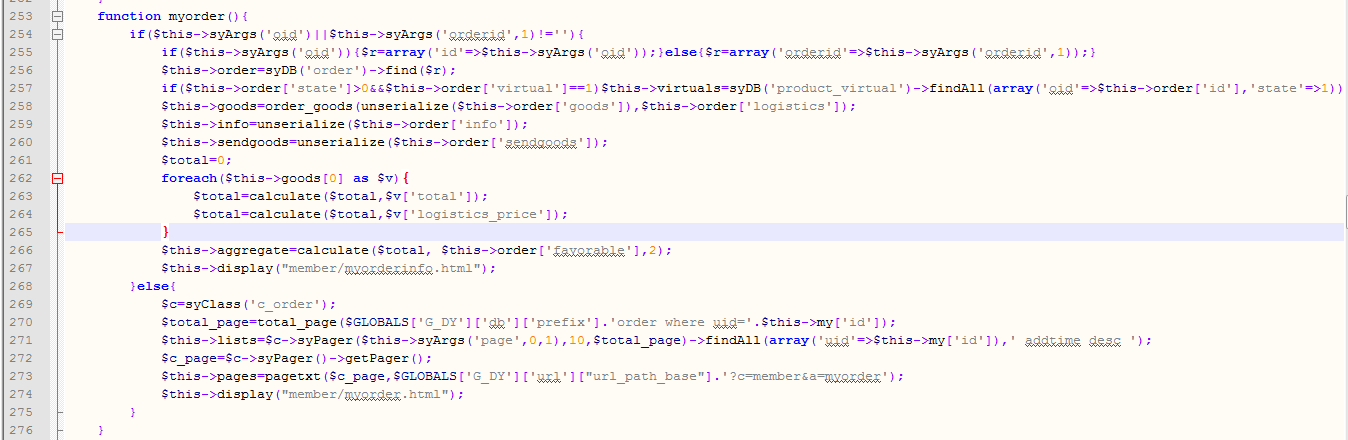 253 function myorder(){
254 if($this->syArgs('oid')||$this->syArgs('orderid',1)!=''){
255 if($this->syArgs('oid')){$r=array('id'=>$this->syArgs('oid'));}else{$r=array('orderid'=>$this->syArgs('orderid',1));}
256 $this->order=syDB('order')->find($r);
257 if($this->order['state']>0&&$this->order['virtual']==1)$this->virtuals=syDB('product_virtual')->findAll(array('oid'=>$this->order['id'],'state'=>1))
258 $this->goods=order_goods(unserialize($this->order['goods']),$this->order['logistics']);
259 $this->info=unserialize($this->order['info']);
260 $this->sendgoods=unserialize($this->order['sendgoods']);
261 $total=0;
262 foreach($this->goods[0] as $v){
263 $total=calculate($total,$v['total']);
264 $total=calculate($total,$v['logistics_price']);
265 }
266 $this->aggregate=calculate($total, $this->order['favorable'],2);
267 $this->display("member/myorderinfo.html");
268 }else{
269 $c=syClass('c_order');
270 $total_page=total_page($GLOBALS['G_DY']['db']['prefix'].'order where uid='.$this->my['id']);
271 $this->lists=$c->syPager($this->syArgs('page',0,1),10,$total_page)->findAll(array('uid'=>$this->my['id']),' addtime desc ');
272 $c_page=$c->syPager()->getPager();
273 $this->pages=pagetxt($c_page,$GLOBALS['G_DY']['url']["url_path_base"].'?c=member&a=myorder');
274 $this->display("member/myorder.html");
275 }
276 }